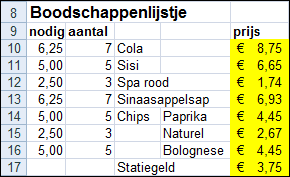 8 Boodschappenlijstje
9 nodig aantal prijs
10 6,25 7 Cola € 8,75
11 5,00 5 Sisi € 6,65
12 2,50 3 Spa rood € 1,74
13 6,25 7 Sinaasappelsap € 6,93
14 5,00 5 Chips Paprika € 4,45
15 2,50 3 Naturel € 2,67
16 5,00 5 Bolognese € 4,45
17 Statiegeld € 3,75